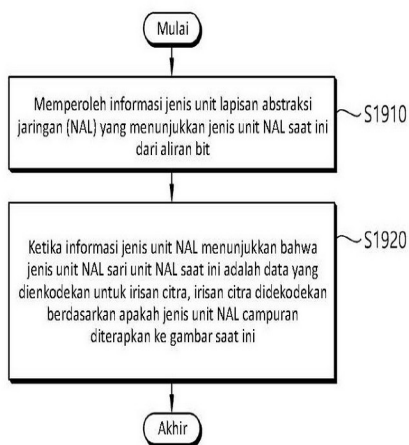 Mulai
Memperoleh informasi jenis unit lapisan abstraksi
jaringan (NAL) yang menunjukkan jenis unit NAL saat ini
dari aliran bit
S1910
Ketika informasi jenis unit NAL menunjukkan bahwa
jenis unit NAL sari unit NAL saat ini adalah data yang
dienkodekan untuk irisan citra, irisan citra didekodekan
berdasarkan apakah jenis unit NAL campuran
diterapkan ke gambar saat ini
S1920
Akhir